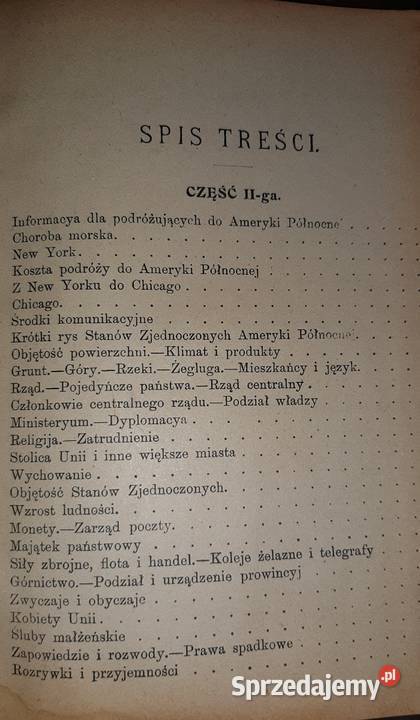 SPIS TREŚCI.
CZĘŚĆ II-ga.
Informacya dla podróżujących do Ameryki Północne
Choroba morska.
New York.
Koszta podróży do Ameryki Północnej
Z New Yorku do Chicago
Chicago.
Środki komunikacyjne
Krótki rys Stanów Zjednoczonych Ameryki Północnej.
Objętość powierzchni.—Klimat i produkty
Grunt.—Góry.—Rzeki.—Żegluga.—Mieszkańcy i język.
Rząd.—Pojedyńcze państwa.—Rząd centralny
Członkowie centralnego rządu.—Podział władzy
Ministeryum.—Dyplomacya
Religija.—Zatrudnienie
Stolica Unii i inne większe miasta
Wychowanie
Objętość Stanów Zjednoczonych.
Wzrost ludności.
Monety.—Zarząd poczty.
Majątek państwowy
Siły zbrojne, flota i handel.—Koleje żelazne i telegrafy
Górnictwo.—Podział i urządzenie prowincyj
Zwyczaje i obyczaje
Kobiety Unii
Śluby małżeńskie
Zapowiedzie i rozwody.—Prawa spadkowe
Rozrywki i przyjemności
Sprzedajemy.pl